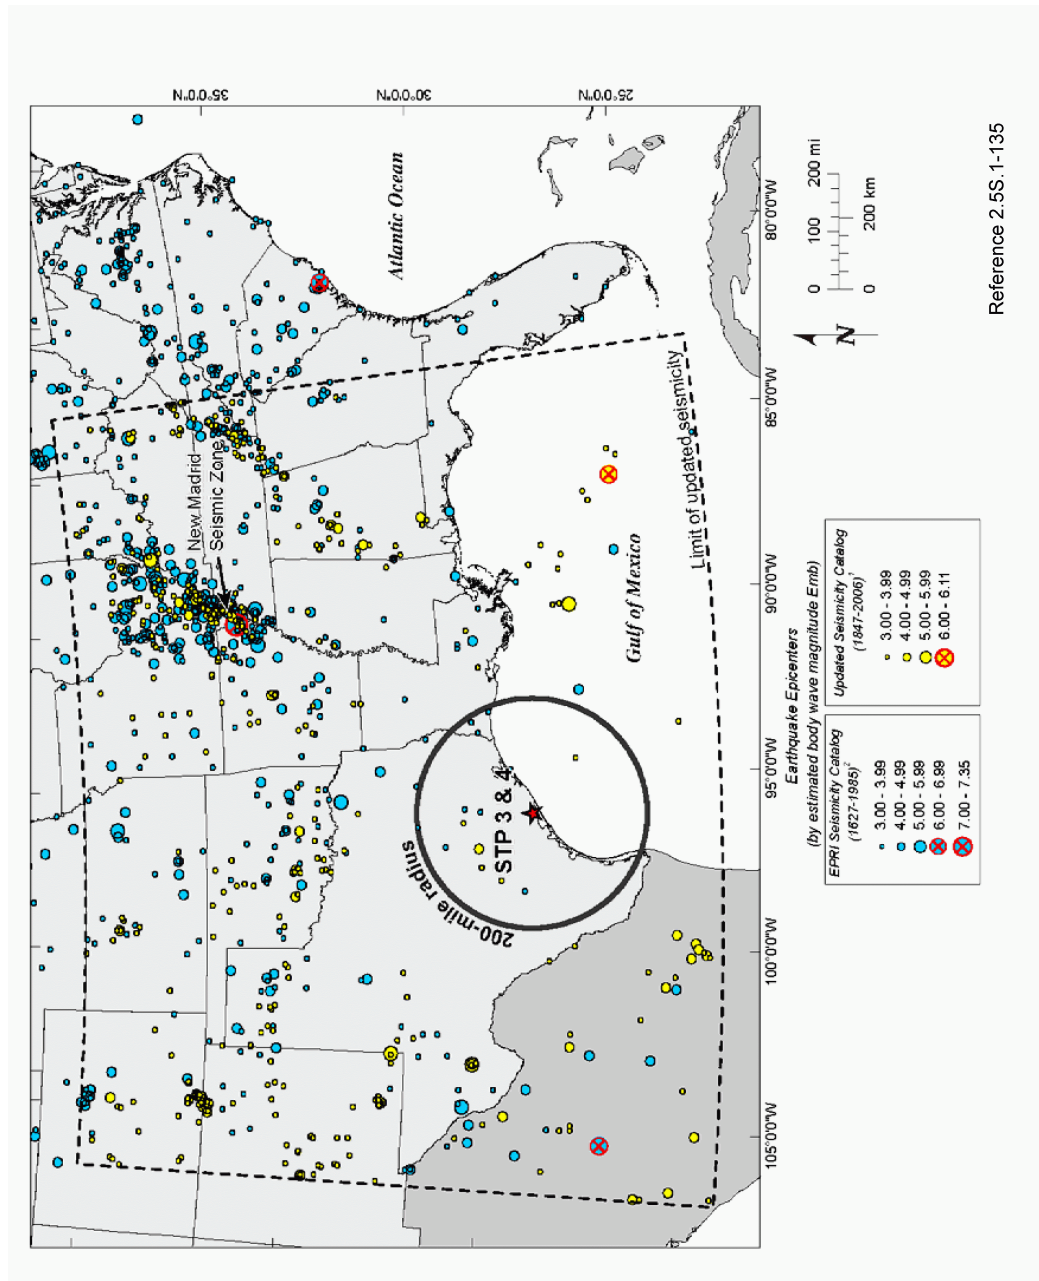 35°0'0"N
30°0'0"N
25°0'0"N
Atlantic Ocean
New Madrid
Seismic Zone
Gulf of Mexico
Limit of updated seismicity
200-mile radius
STP 3 & 4
80°0'0"W
85°0'0"W
90°0'0"W
95°0'0"W
100°0'0"W
105°0'0"W
0 100 200 mi
0 200 km
N
Earthquake Epicenters
(by estimated body wave magnitude Emb)
EPRI Seismicity Catalog
(1627-1985)²
3.00 - 3.99
4.00 - 4.99
5.00 - 5.99
6.00 - 6.99
7.00 - 7.35
Updated Seismicity Catalog
(1847-2006)¹
3.00 - 3.99
4.00 - 4.99
5.00 - 5.99
6.00 - 6.11
Reference 2.5S.1-135